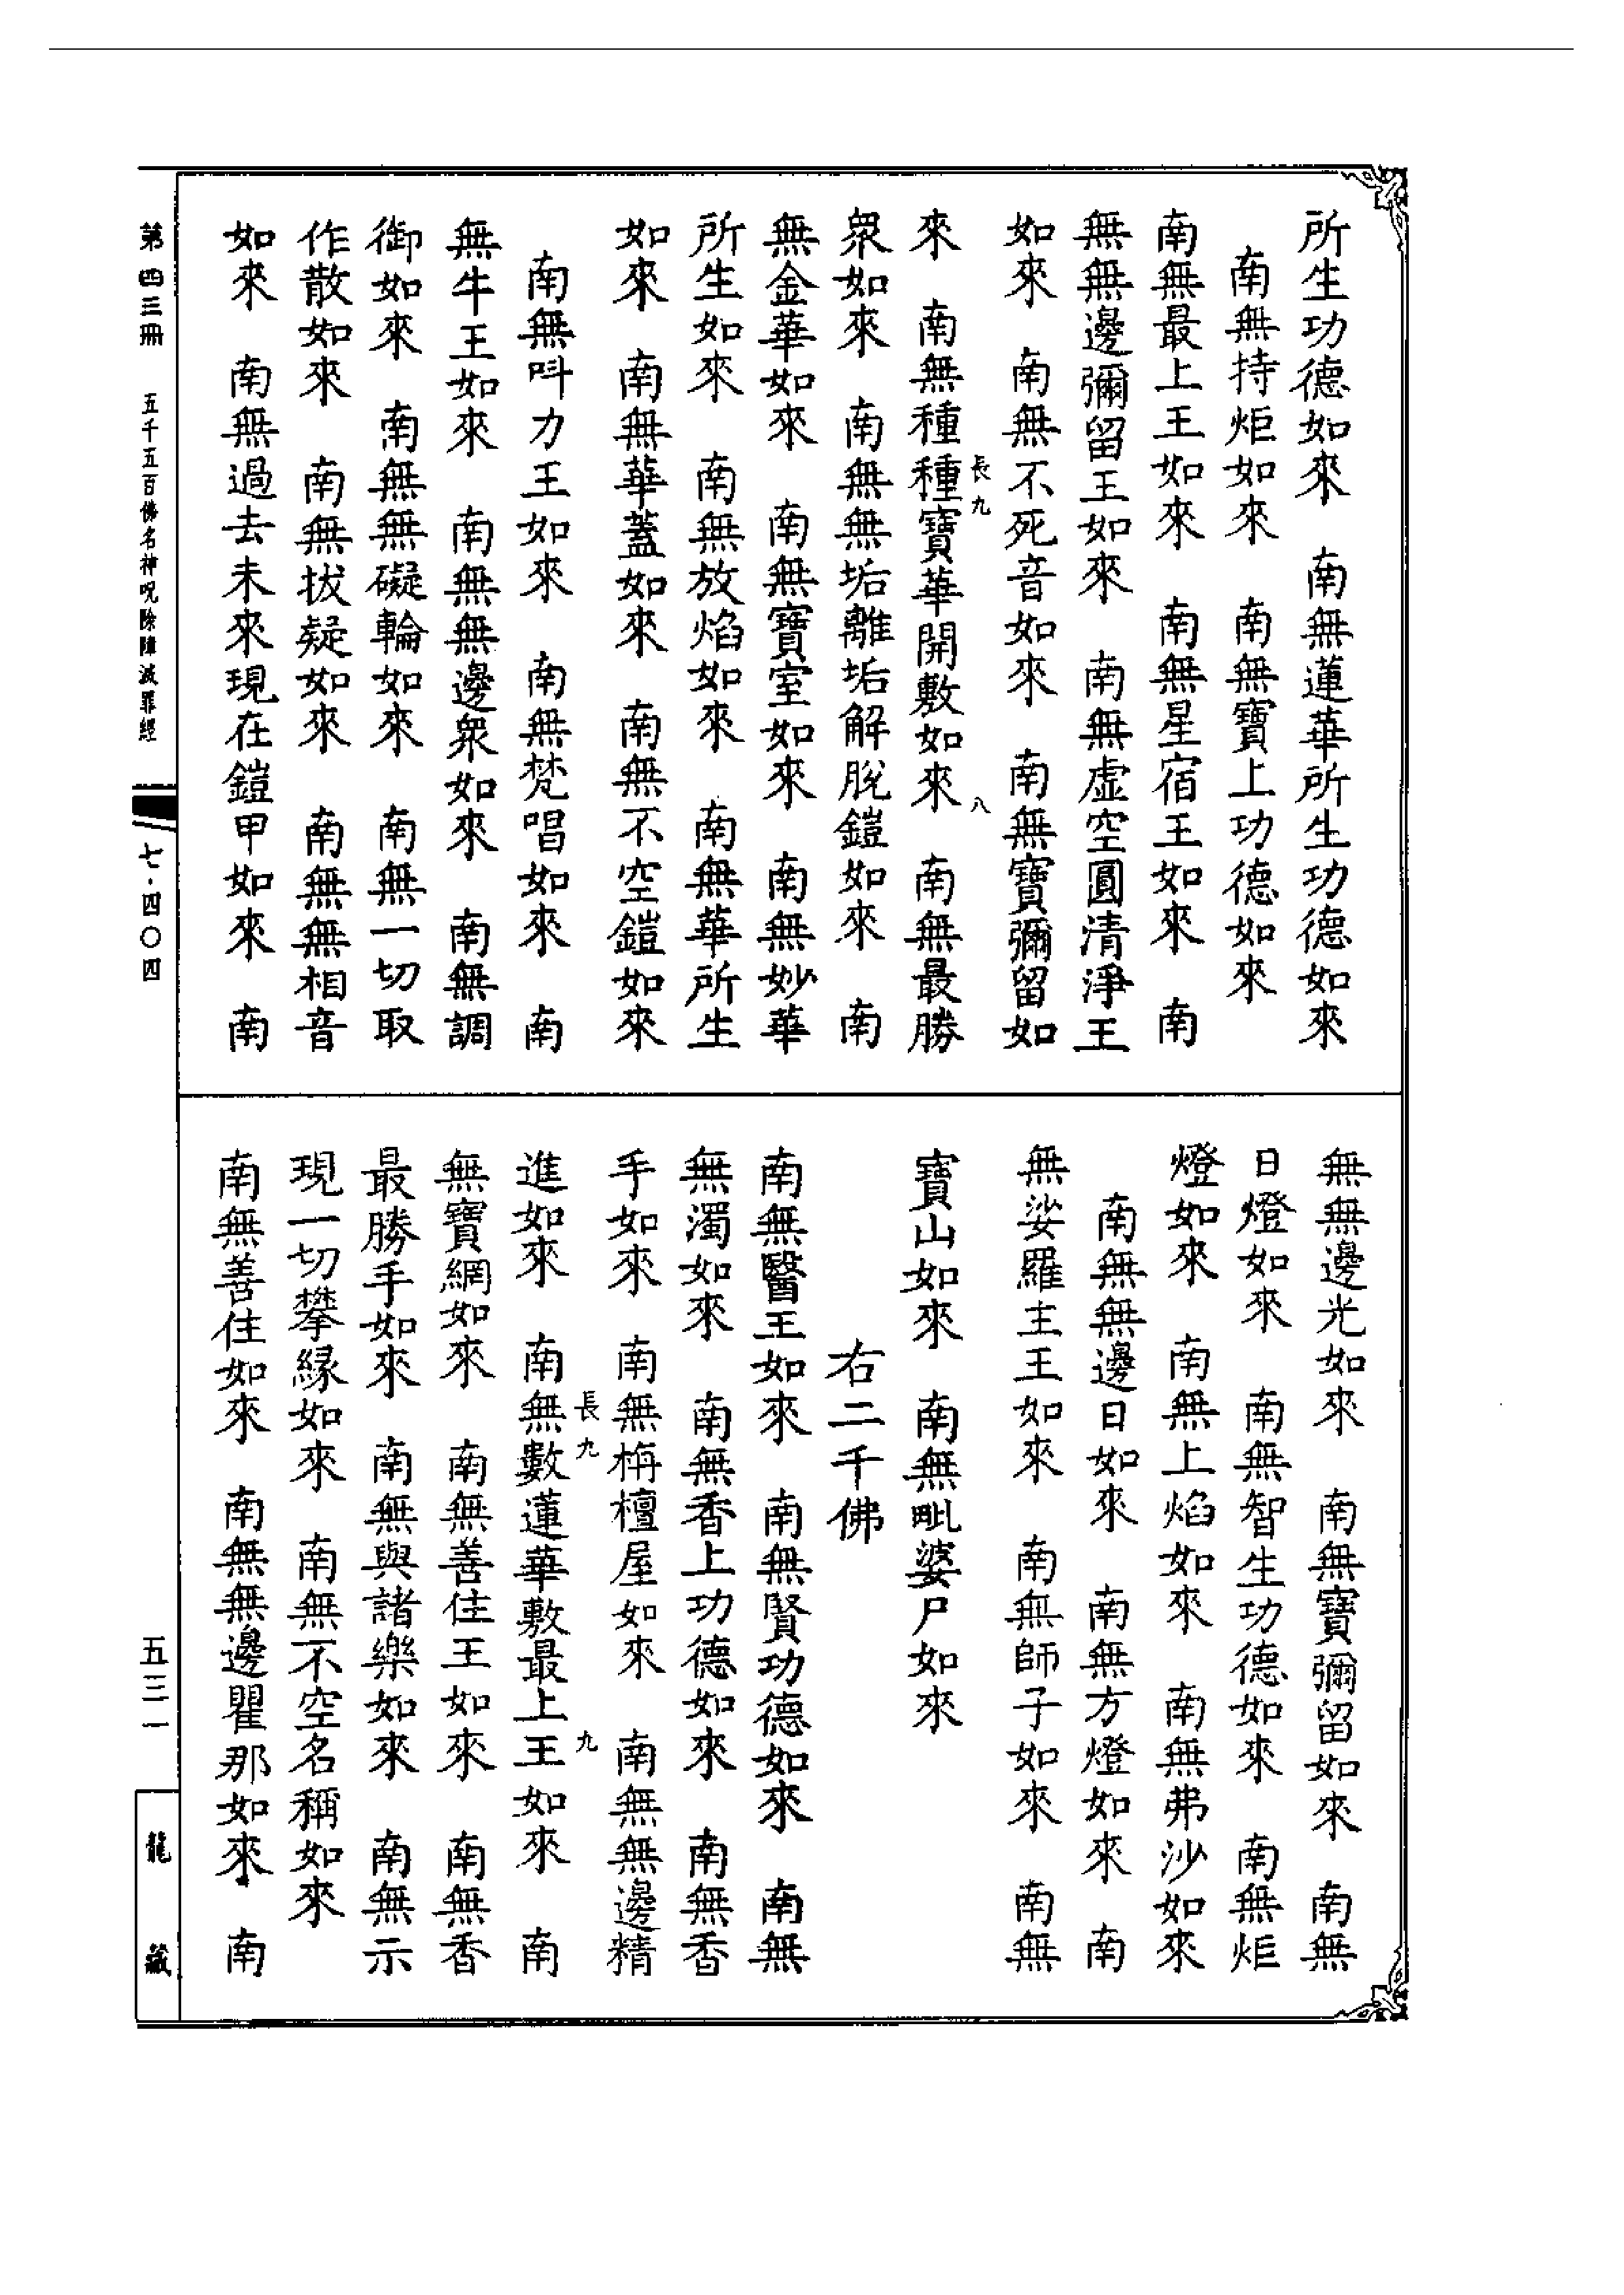 所生功德如來　南無蓮華所生功德如來
南無持炬如來　南無寶上功德如來
南無最上王如來　南無星宿王如來　南
無無邊彌留王如來　南無虛空圓清淨王
如來　南無不死音如來　南無寶彌留如
來　南無種種寶華開敷如來　南無最勝
長九
八
眾如來　南無無垢離垢解脫鎧如來　南
無金華如來　南無寶室如來　南無妙華
所生如來　南無放焰如來　南無華所生
如來　南無華蓋如來　南無不空鎧如來
南無叫力王如來　南無梵唱如來　南
無牛王如來　南無無邊眾如來　南無調
御如來　南無無礙輪如來　南無一切取
作散如來　南無拔疑如來　南無無相音
如來　南無過去未來現在鎧甲如來　南
無無邊光如來　南無寶彌留如來　南無
日燈如來　南無智生功德如來　南無炬
燈如來　南無上焰如來　南無弗沙如來
南無無邊日如來　南無方燈如來　南
無娑羅主王如來　南無師子如來　南無
寶山如來　南無毗婆尸如來
右二千佛
南無醫王如來　南無賢功德如來　南無
無濁如來　南無香上功德如來　南無香
手如來　南無栴檀屋如來　南無無邊精
長九
九
進如來　南無數蓮華敷最上王如來　南
無寶網如來　南無善住王如來　南無香
最勝手如來　南無與諸樂如來　南無示
現一切攀緣如來　南無不空名稱如來
南無善住如來　南無無邊瞿那如來　南
第四三冊　五千五百佛名神呪除障滅罪經
七·四〇四
五三一
龍藏